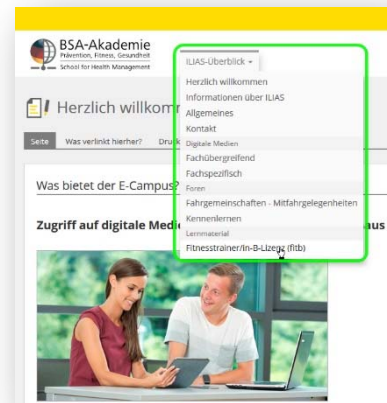 BSA-Akademie
Prävention, Fitness, Gesundheit
School for Health Management
ILIAS-Überblick
Herzlich willkommen
Informationen über ILIAS
Allgemeines
Kontakt
Digitale Medien
Fachübergreifend
Fachspezifisch
Foren
Fahrgemeinschaften - Mitfahrgelegenheiten
Kennenlernen
Lernmaterial
Fitnesstrainer/in-B-Lizenz (fitb)
Herzlich willkom
Seite Was verlinkt hierher? Druck
Was bietet der E-Campus?
Zugriff auf digitale Medie aus